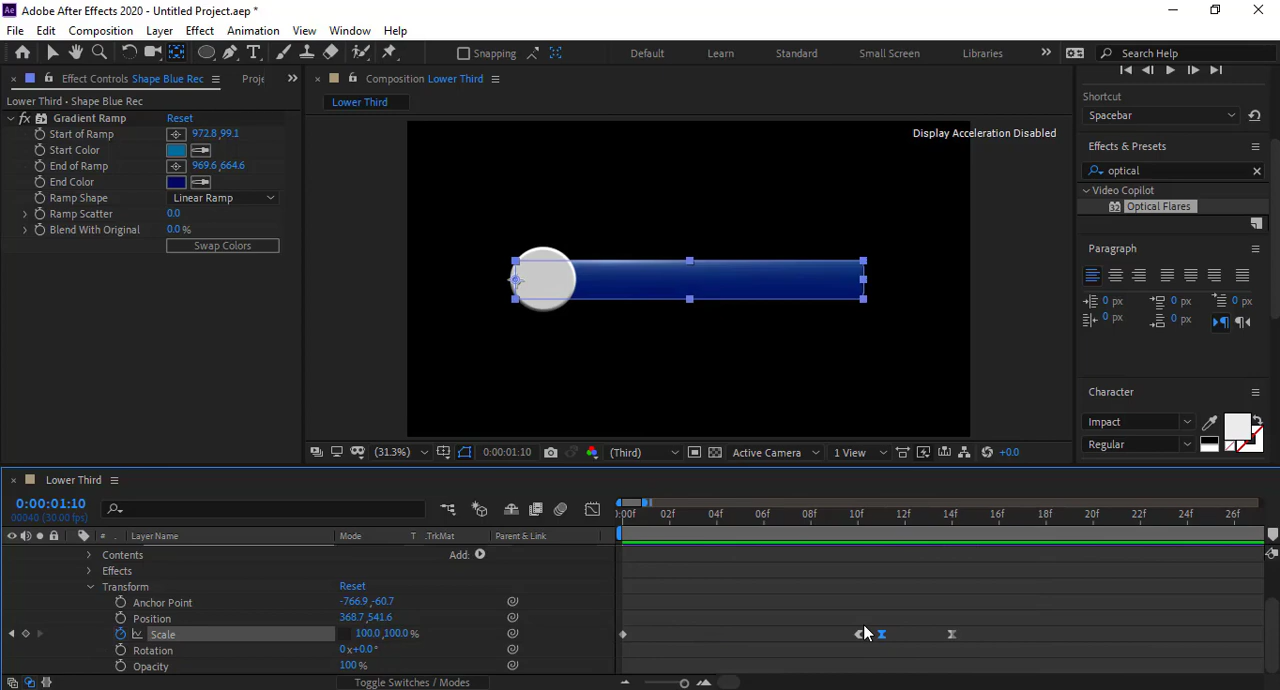 Adobe After Effects 2020 - Untitled Project.aep *
File Edit Composition Layer Effect Animation View Window Help
Snapping Default Learn Standard Small Screen Libraries Search Help
Effect Controls Shape Blue Rec Proje
Composition Lower Third
Lower Third • Shape Blue Rec
Lower Third
fx Gradient Ramp Reset
Start of Ramp 972.8,99.1
Start Color
End of Ramp 969.6,664.6
End Color
Ramp Shape Linear Ramp
Ramp Scatter 0.0
Blend With Original 0.0 %
Swap Colors
Display Acceleration Disabled
(31.3%) 0:00:01:10 (Third) Active Camera 1 View +0.0
Shortcut
Spacebar
Effects & Presets
optical
Video Copilot
32 Optical Flares
Paragraph
0 px 0 px 0 px
0 px 0 px
Character
Impact
Regular
Lower Third
0:00:01:10
00040 (30.00 fps)
:00f 02f 04f 06f 08f 10f 12f 14f 16f 18f 20f 22f 24f 26f
# Layer Name Mode T .TrkMat Parent & Link
Contents Add:
Effects
Transform Reset
Anchor Point -766.9,-60.7
Position 368.7,541.6
Scale 100.0,100.0 %
Rotation 0x+0.0°
Opacity 100 %
Toggle Switches / Modes